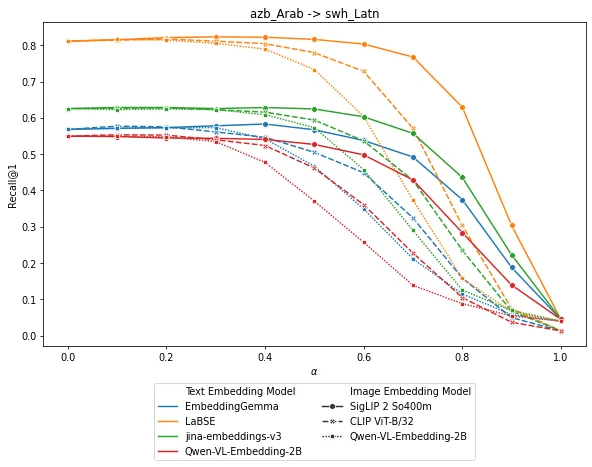 azb_Arab -> swh_Latn
Recall@1
0.8
0.7
0.6
0.5
0.4
0.3
0.2
0.1
0.0
0.0 0.2 0.4 0.6 0.8 1.0
α
Text Embedding Model
EmbeddingGemma
LaBSE
jina-embeddings-v3
Qwen-VL-Embedding-2B
Image Embedding Model
SigLIP 2 So400m
CLIP ViT-B/32
Qwen-VL-Embedding-2B